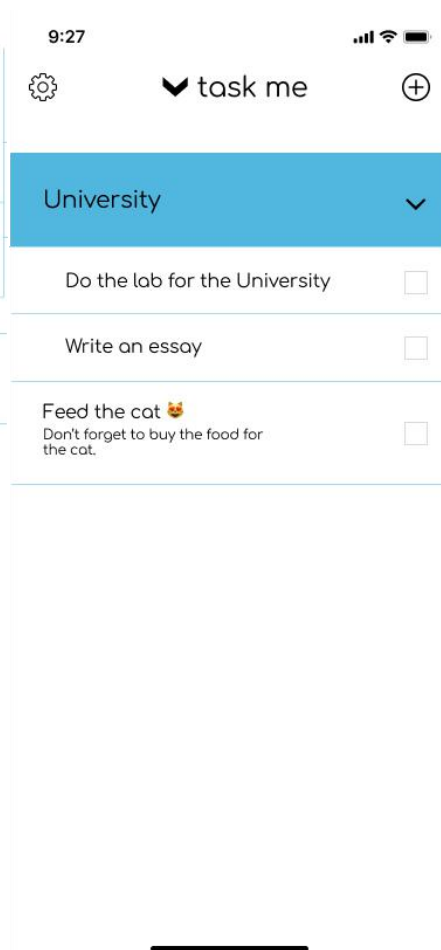 9:27
task me
University
Do the lab for the University
Write an essay
Feed the cat 😻
Don't forget to buy the food for
the cat.